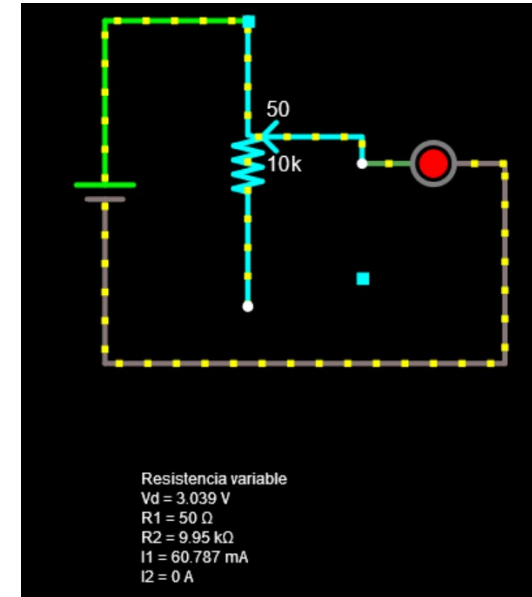 50
10k
Resistencia variable
Vd = 3.039 V
R1 = 50 Ω
R2 = 9.95 kΩ
I1 = 60.787 mA
I2 = 0 A